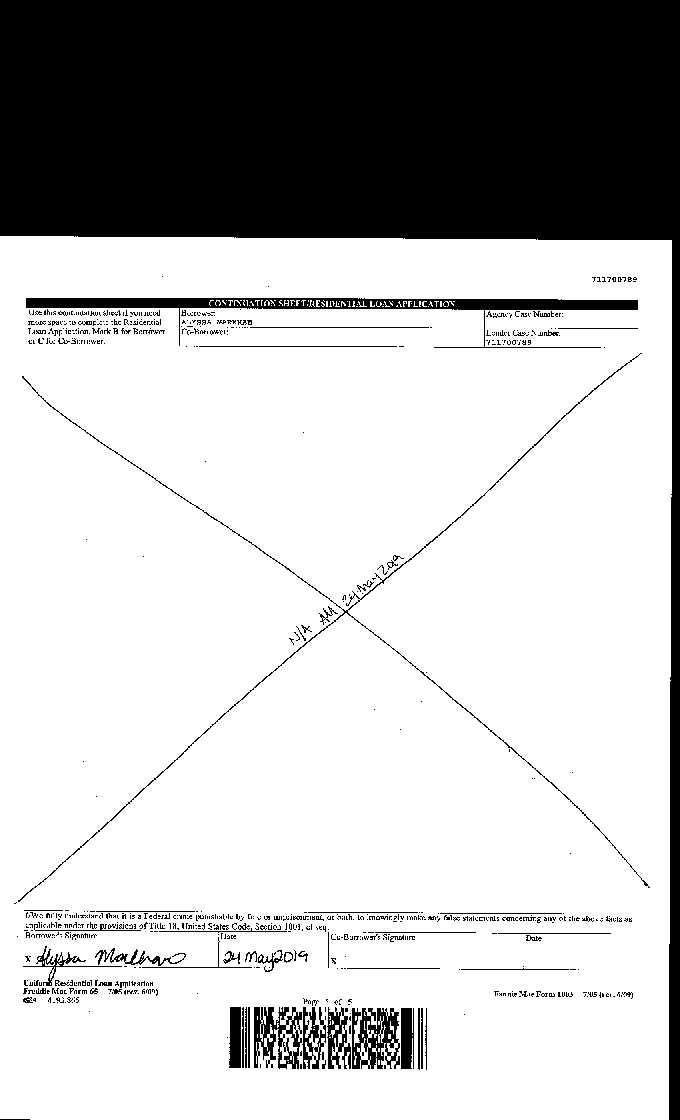 711700789
CONTINUATION SHEET/RESIDENTIAL LOAN APPLICATION
Use this continuation sheet if you need
more space to complete the Residential
Loan Application. Mark B for Borrower
or C for Co-Borrower.
Borrower:
ALYSSA
Co-Borrower:
Agency Case Number:
Lender Case Number:
711700789
N/A AM 24 May 2019
I/We fully understand that it is a Federal crime punishable by fine or imprisonment, or both, to knowingly make any false statements concerning any of the above facts as
applicable under the provisions of Title 18, United States Code, Section 1001, et seq.
Borrower's Signature
Date
Co-Borrower's Signature
Date
x Alyssa
24 May 2019
x
Uniform Residential Loan Application
Freddie Mac Form 65 7/05 (rev. 6/09)
Fannie Mae Form 1003 7/05 (rev. 6/09)
Page 5 of 5